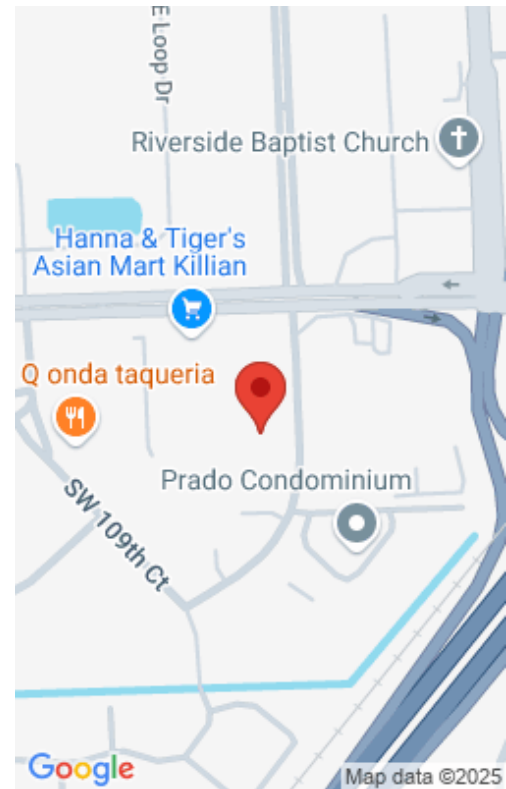 E Loop Dr
Riverside Baptist Church
Hanna & Tiger's
Asian Mart Killian
Q onda taqueria
Prado Condominium
SW 109th Ct
Google
Map data ©2025